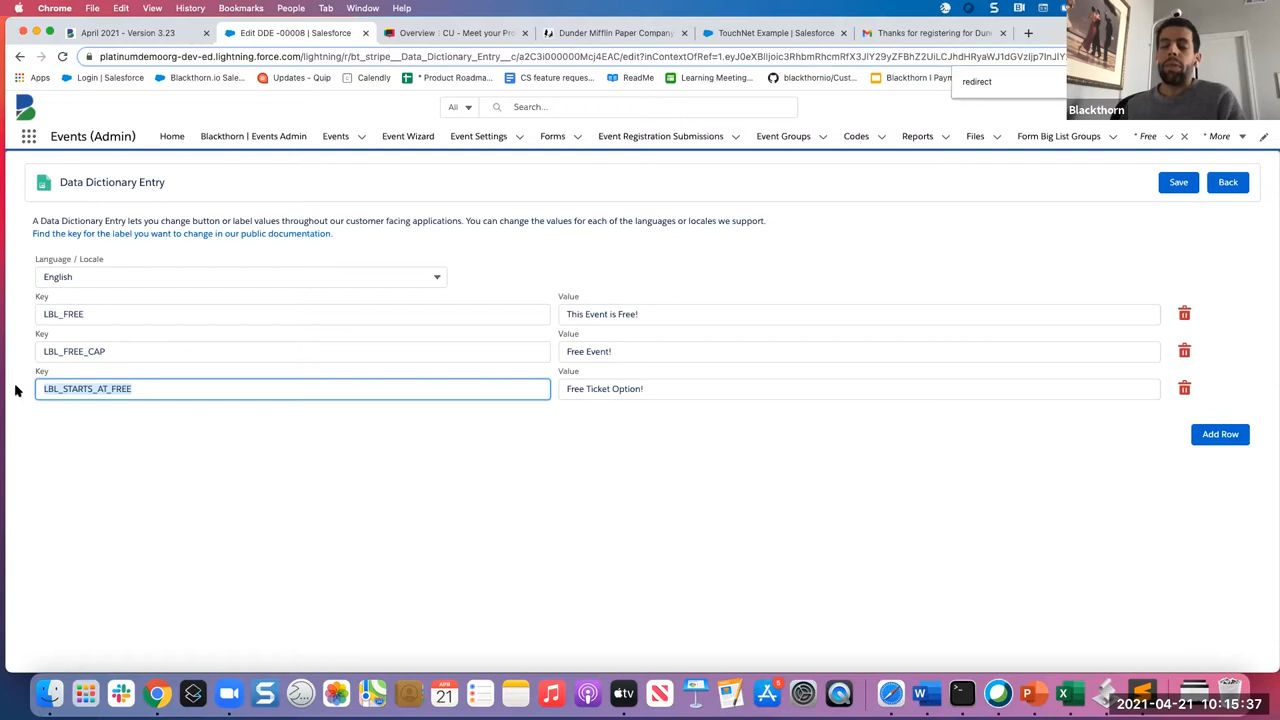 Chrome File Edit View History Bookmarks People Tab Window Help
April 2021 - Version 3.23
Edit DDE -00008 | Salesforce
Overview : CU - Meet your Pro
Dunder Mifflin Paper Company
TouchNet Example | Salesforce
Thanks for registering for Dun
platinumdemoorg-dev-ed.lightning.force.com/lightning/r/bt_stripe__Data_Dictionary_Entry__c/a2C3i00000Mcj4EAC/edit?inContextOfRef=
redirect
Apps Login | Salesforce Blackthorn.io Sale... Updates - Quip Calendly * Product Roadma... CS feature reques... ReadMe Learning Meeting... blackthornio/Cust... Blackthorn I Paym
Blackthorn
All Search...
Events (Admin) Home Blackthorn | Events Admin Events Event Wizard Event Settings Forms Event Registration Submissions Event Groups Codes Reports Files Form Big List Groups * Free * More
Data Dictionary Entry
Save Back
A Data Dictionary Entry lets you change button or label values throughout our customer facing applications. You can change the values for each of the languages or locales we support.
Find the key for the label you want to change in our public documentation.
Language / Locale
English
Key Value
LBL_FREE This Event is Free!
Key Value
LBL_FREE_CAP Free Event!
Key Value
LBL_STARTS_AT_FREE Free Ticket Option!
Add Row
APR
21
tv
5
2021-04-21 10:15:37